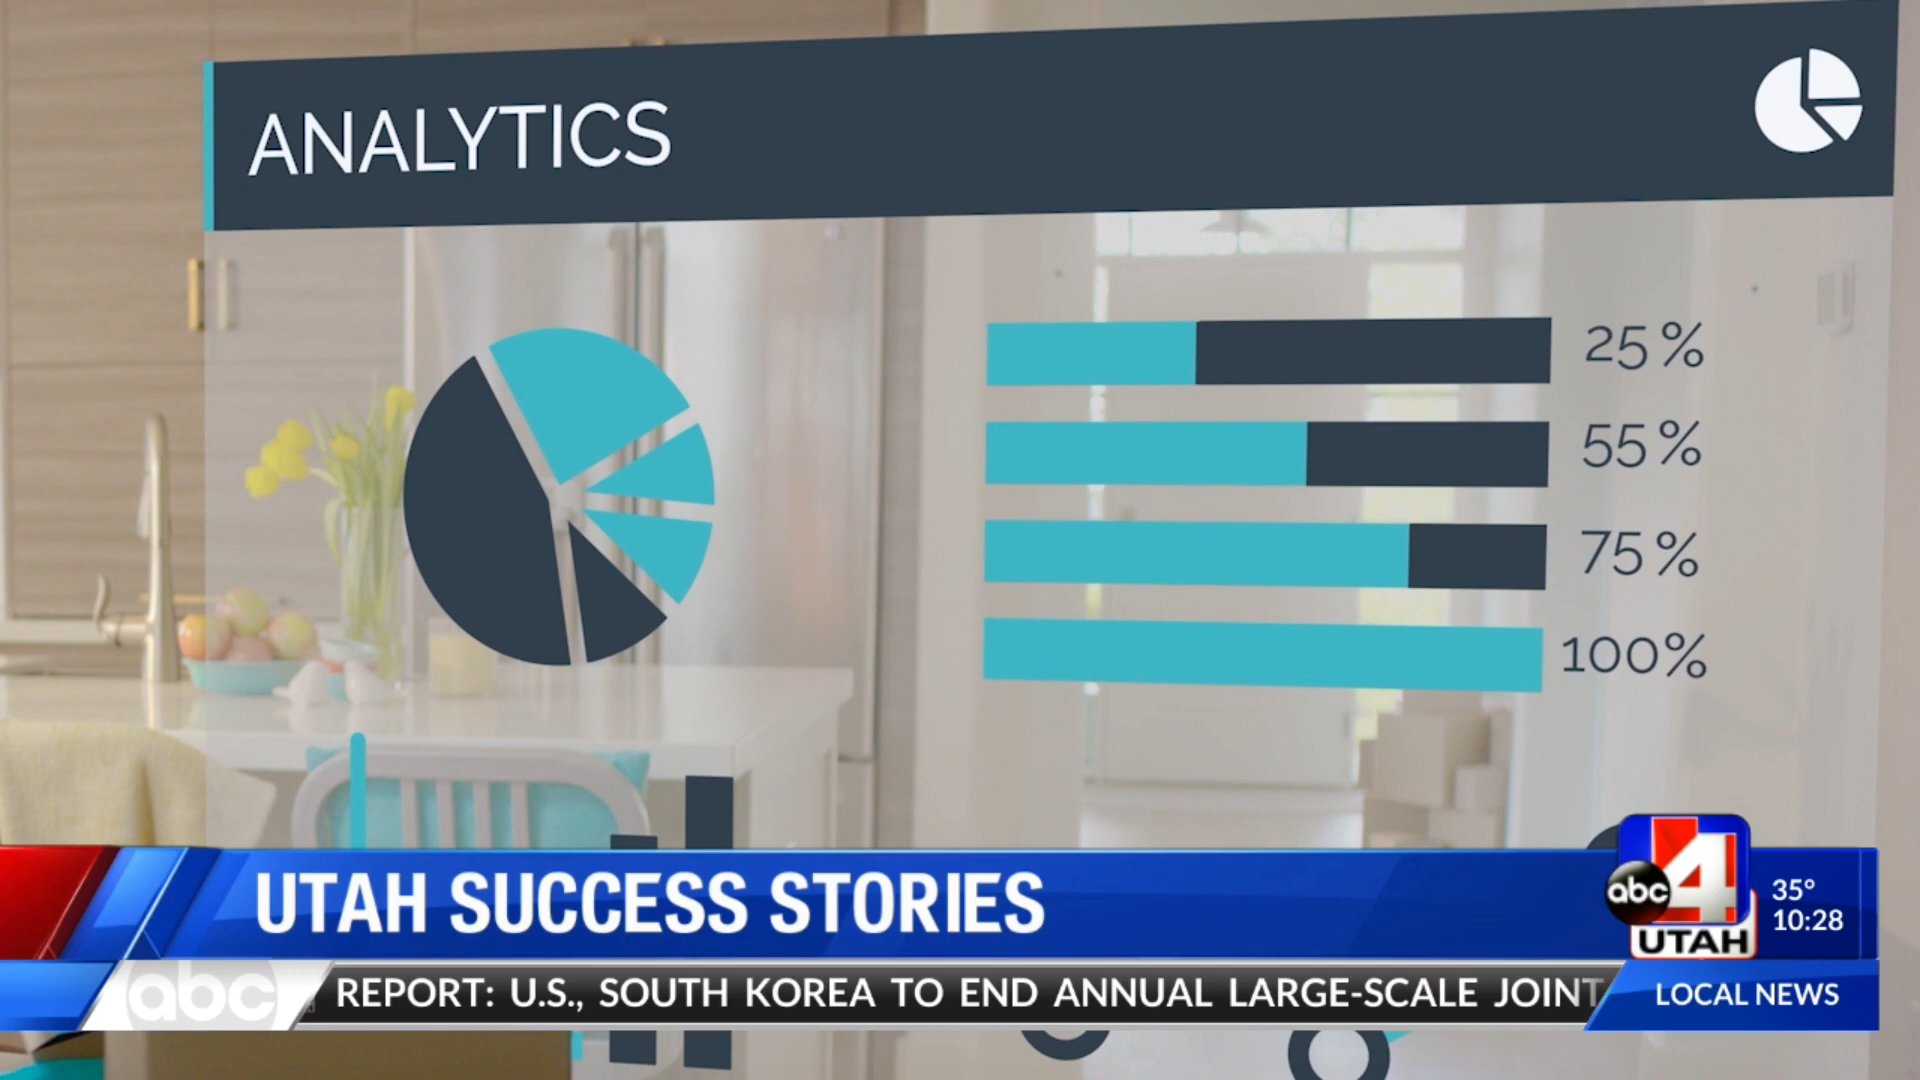 ANALYTICS
25%
55%
75%
100%
UTAH SUCCESS STORIES
abc
4
UTAH
35°
10:28
abc
REPORT: U.S., SOUTH KOREA TO END ANNUAL LARGE-SCALE JOINT
LOCAL NEWS